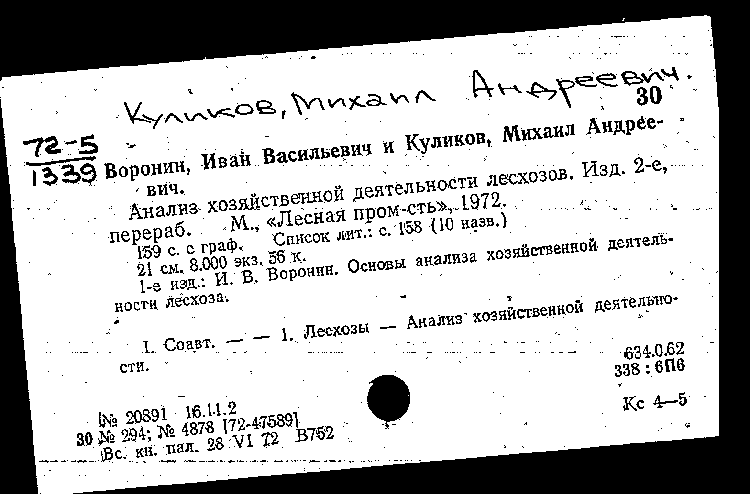 Куликов, Михаил Андреевич.
30
72-5
1339
Воронин, Иван Васильевич и Куликов, Михаил Андрее-
вич.
Анализ хозяйственной деятельности лесхозов. Изд. 2-е,
перераб. М., «Лесная пром-сть», 1972.
159 с. с граф. Список лит.: с. 158 (10 назв.)
21 см. 8.000 экз. 56 к.
1-е изд.: И. В. Воронин. Основы анализа хозяйственной деятель-
ности лесхоза.
I. Соавт. — — 1. Лесхозы — Анализ хозяйственной деятельно-
сти.
634.0.62
338 : 6П6
[№ 20891 16.11.2
30 № 294; № 4878 [72-47589]
Вс. кн. пал. 28 VI 72 В752
Кс 4—5